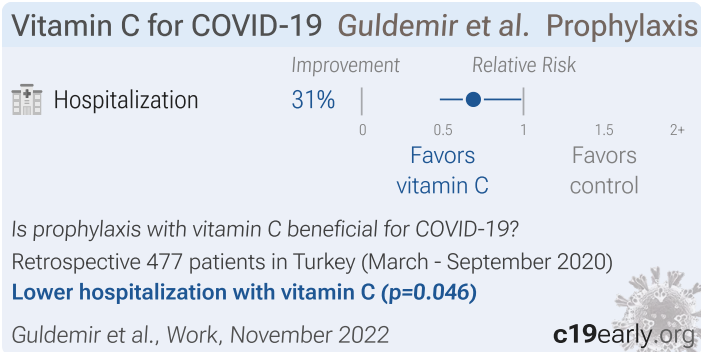 Vitamin C for COVID-19 Guldemir et al. Prophylaxis
Improvement Relative Risk
Hospitalization 31%
0 0.5 1 1.5 2+
Favors vitamin C
Favors control
Is prophylaxis with vitamin C beneficial for COVID-19?
Retrospective 477 patients in Turkey (March - September 2020)
Lower hospitalization with vitamin C (p=0.046)
Guldemir et al., Work, November 2022 c19early.org